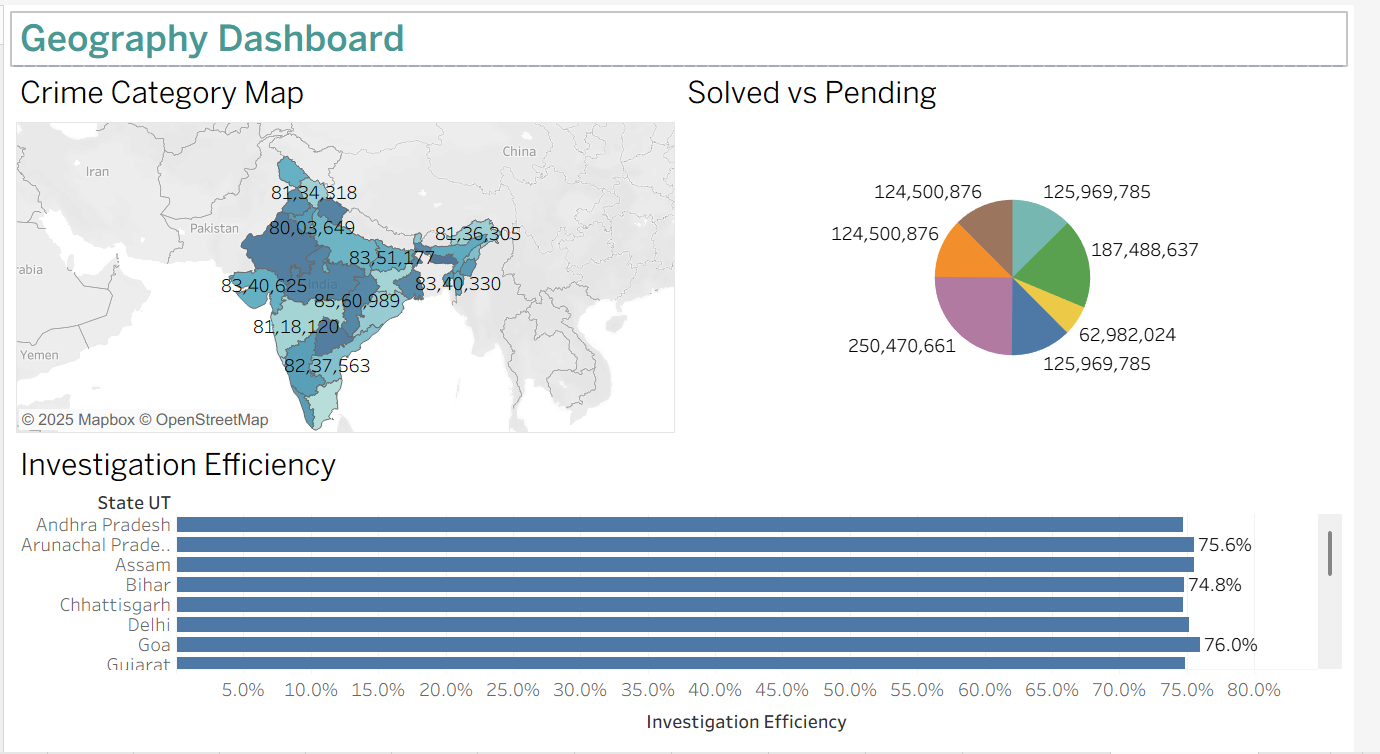 Geography Dashboard
Crime Category Map
Solved vs Pending
Iran
China
Pakistan
rabia
India
Yemen
81,34,318
80,03,649
81,36,305
83,51,177
83,40,625
83,40,330
85,60,989
81,18,120
82,37,563
© 2025 Mapbox © OpenStreetMap
124,500,876
125,969,785
124,500,876
187,488,637
250,470,661
62,982,024
125,969,785
Investigation Efficiency
State UT
Andhra Pradesh
Arunachal Prade.. 75.6%
Assam
Bihar 74.8%
Chhattisgarh
Delhi
Goa 76.0%
Gujarat
5.0% 10.0% 15.0% 20.0% 25.0% 30.0% 35.0% 40.0% 45.0% 50.0% 55.0% 60.0% 65.0% 70.0% 75.0% 80.0%
Investigation Efficiency